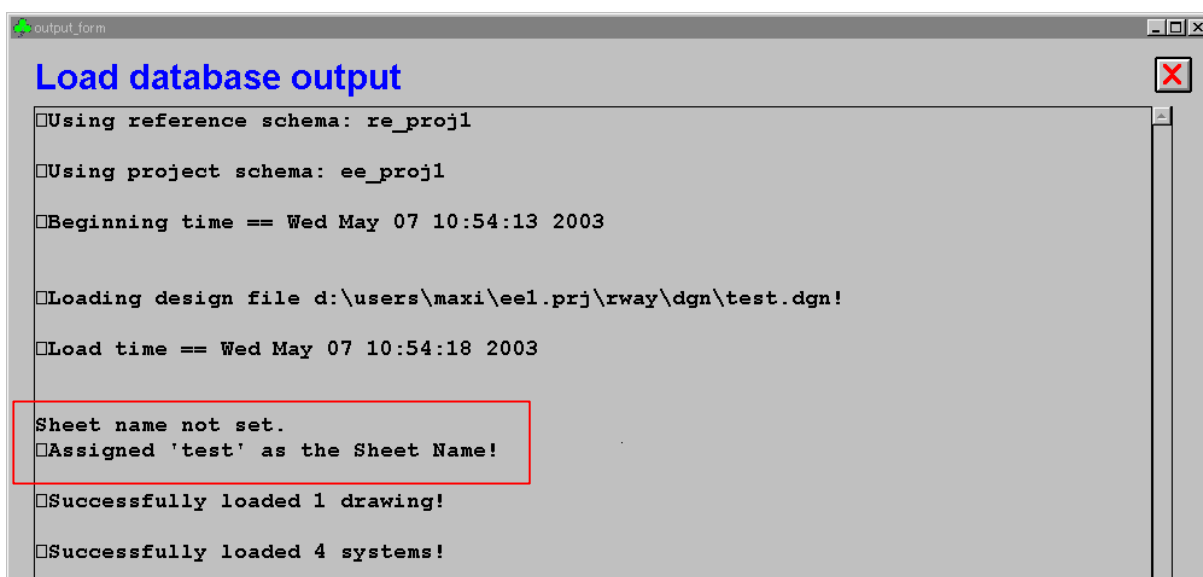 output_form
Load database output
Using reference schema: re_proj1
Using project schema: ee_proj1
Beginning time == Wed May 07 10:54:13 2003
Loading design file d:\users\maxi\ee1.prj\rway\dgn\test.dgn!
Load time == Wed May 07 10:54:18 2003
Sheet name not set.
Assigned 'test' as the Sheet Name!
Successfully loaded 1 drawing!
Successfully loaded 4 systems!